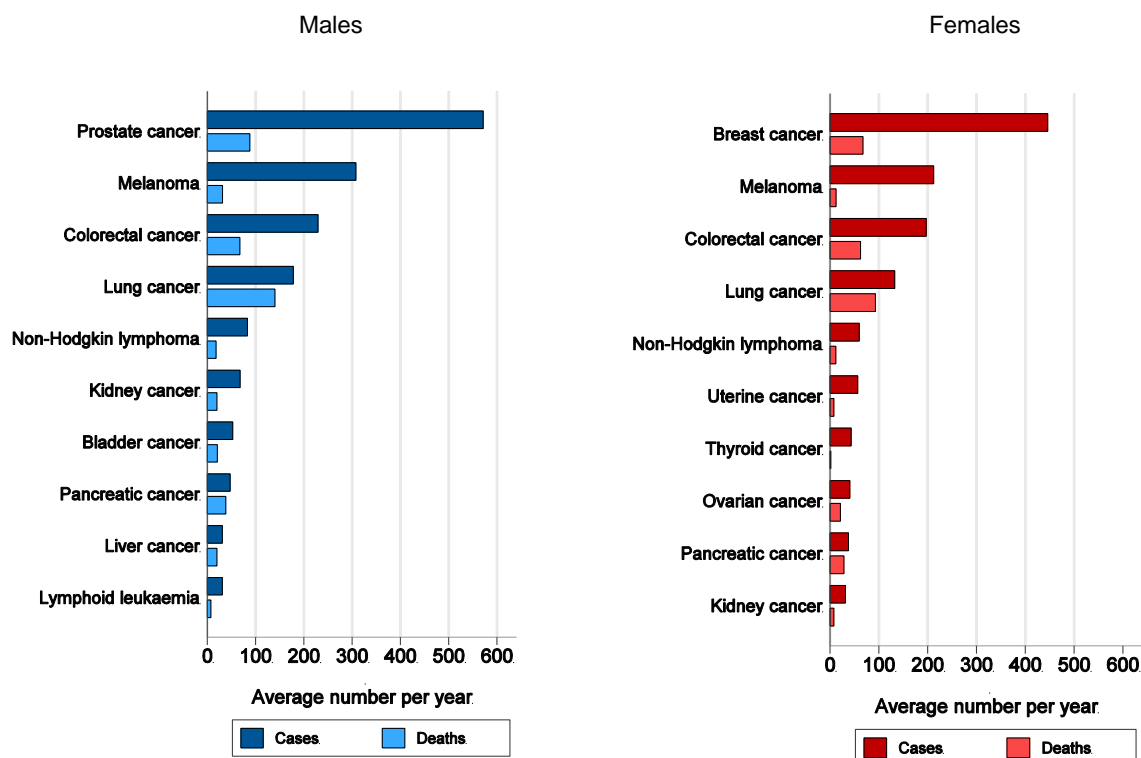 Males
Prostate cancer
Melanoma
Colorectal cancer
Lung cancer
Non-Hodgkin lymphoma
Kidney cancer
Bladder cancer
Pancreatic cancer
Liver cancer
Lymphoid leukaemia
0. 100. 200. 300. 400. 500. 600.
Average number per year
Cases Deaths
Females
Breast cancer
Melanoma
Colorectal cancer
Lung cancer
Non-Hodgkin lymphoma
Uterine cancer
Thyroid cancer
Ovarian cancer
Pancreatic cancer
Kidney cancer
0. 100. 200. 300. 400. 500. 600.
Average number per year
Cases Deaths